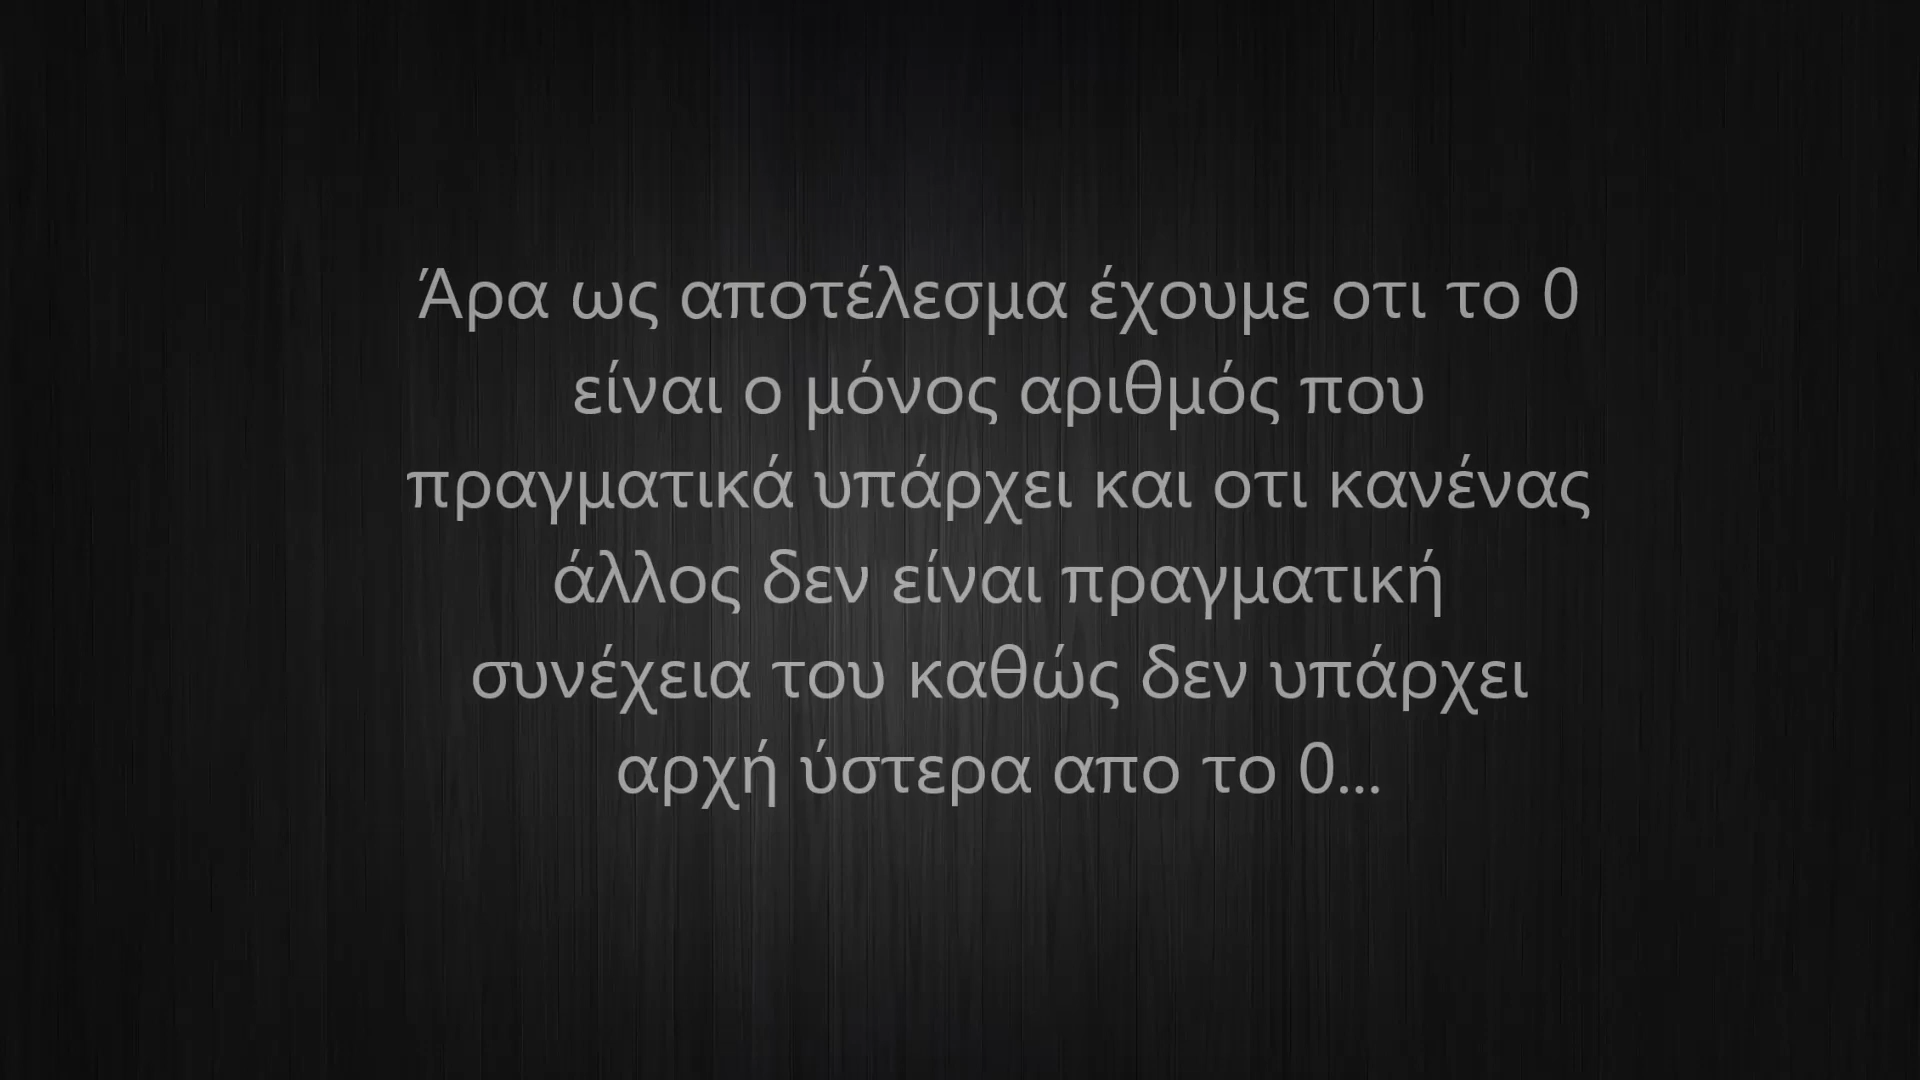 Άρα ως αποτέλεσμα έχουμε οτι το 0
είναι ο μόνος αριθμός που
πραγματικά υπάρχει και οτι κανένας
άλλος δεν είναι πραγματική
συνέχεια του καθώς δεν υπάρχει
αρχή ύστερα απο το 0...